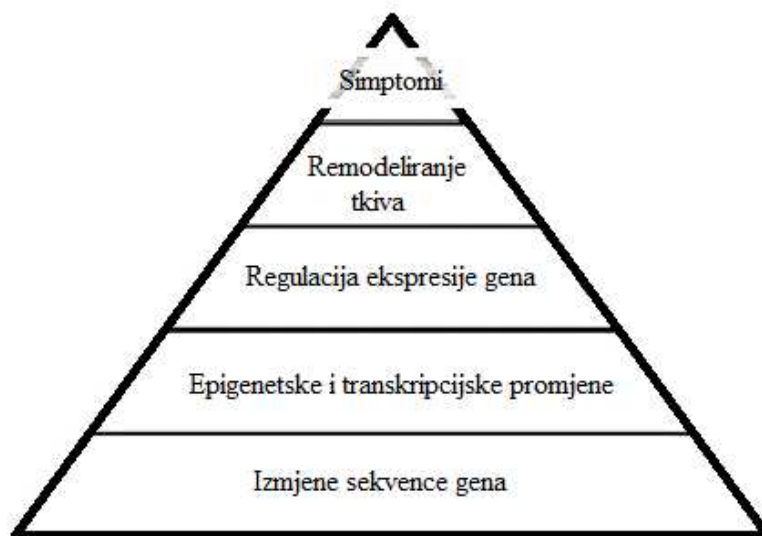 Simptomi
Remodeliranje
tkiva
Regulacija ekspresije gena
Epigenetske i transkripcijske promjene
Izmjene sekvence gena